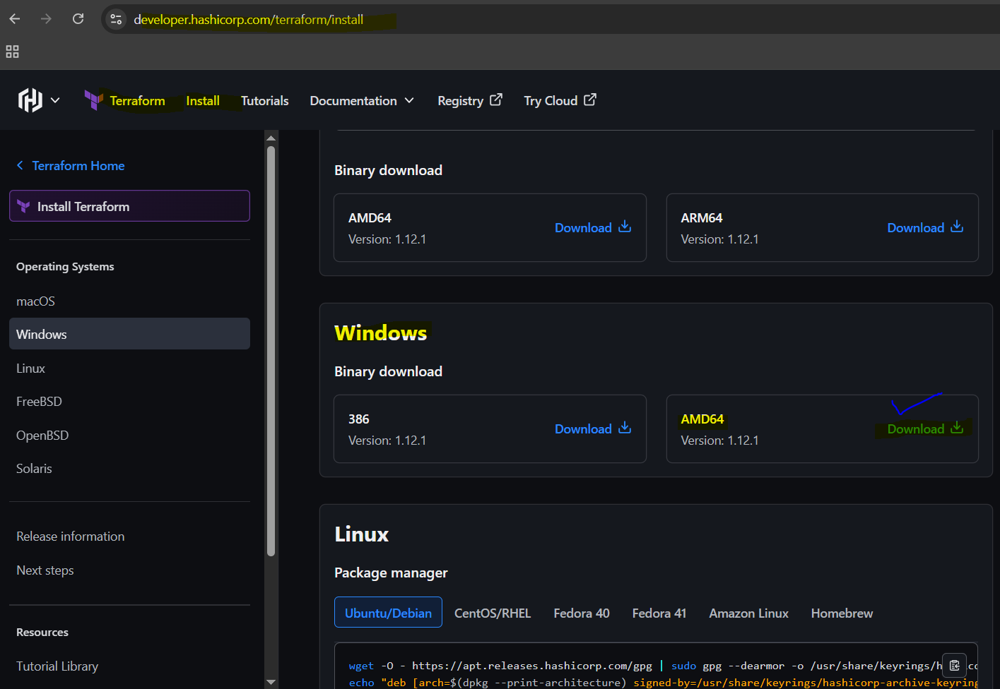 developer.hashicorp.com/terraform/install
Terraform Install Tutorials Documentation Registry Try Cloud
Terraform Home
Install Terraform
Operating Systems
macOS
Windows
Linux
FreeBSD
OpenBSD
Solaris
Release information
Next steps
Resources
Tutorial Library
Binary download
AMD64
Version: 1.12.1
Download
ARM64
Version: 1.12.1
Download
Windows
Binary download
386
Version: 1.12.1
Download
AMD64
Version: 1.12.1
Download
Linux
Package manager
Ubuntu/Debian CentOS/RHEL Fedora 40 Fedora 41 Amazon Linux Homebrew
wget -O - https://apt.releases.hashicorp.com/gpg | sudo gpg --dearmor -o /usr/share/keyrings/
echo "deb [arch=$(dpkg --print-architecture) signed-by=/usr/share/keyrings/hashicorp-archive-keyring